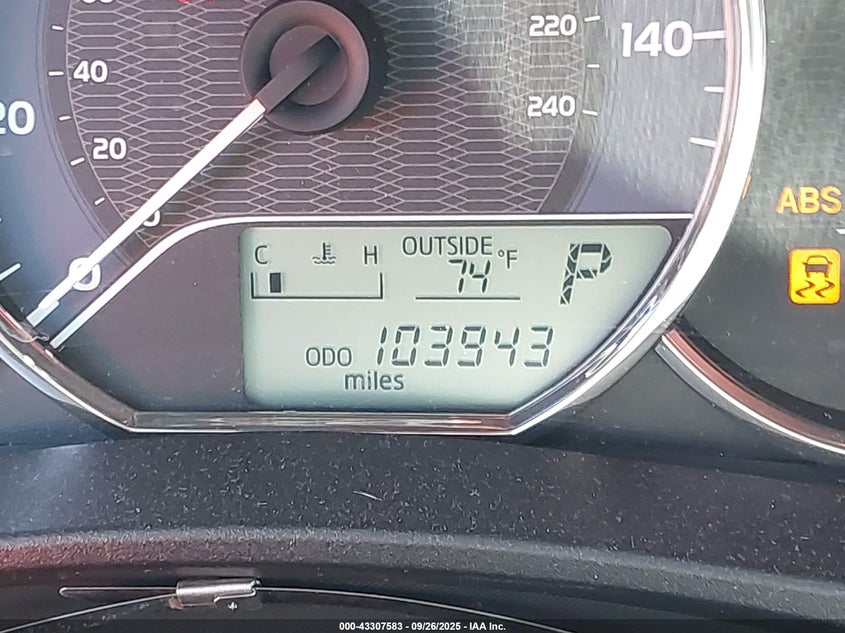 220
140
40
240
20
20
ABS
0
C
H
OUTSIDE
74 °F
P
ODO 103943
miles
000-43307583 - 09/26/2025 - IAA Inc.